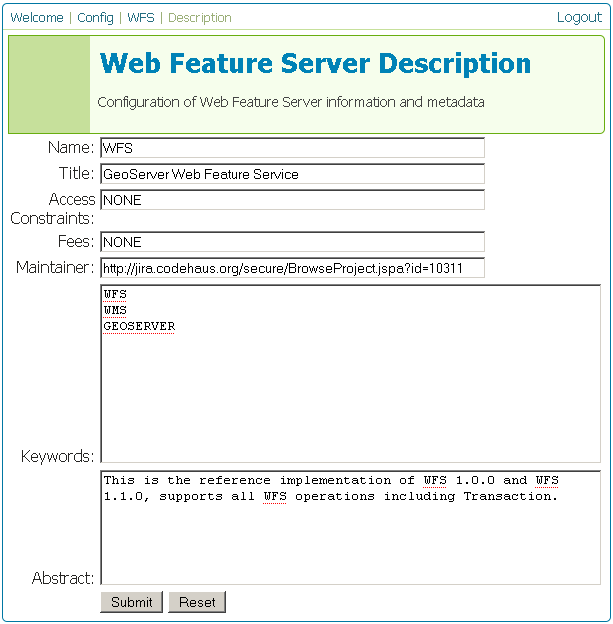 Welcome | Config | WFS | Description Logout
Web Feature Server Description
Configuration of Web Feature Server information and metadata
Name: WFS
Title: GeoServer Web Feature Service
Access Constraints: NONE
Fees: NONE
Maintainer: http://jira.codehaus.org/secure/BrowseProject.jspa?id=10311
WFS
WMS
GEOSERVER
Keywords:
This is the reference implementation of WFS 1.0.0 and WFS
1.1.0, supports all WFS operations including Transaction.
Abstract:
Submit Reset